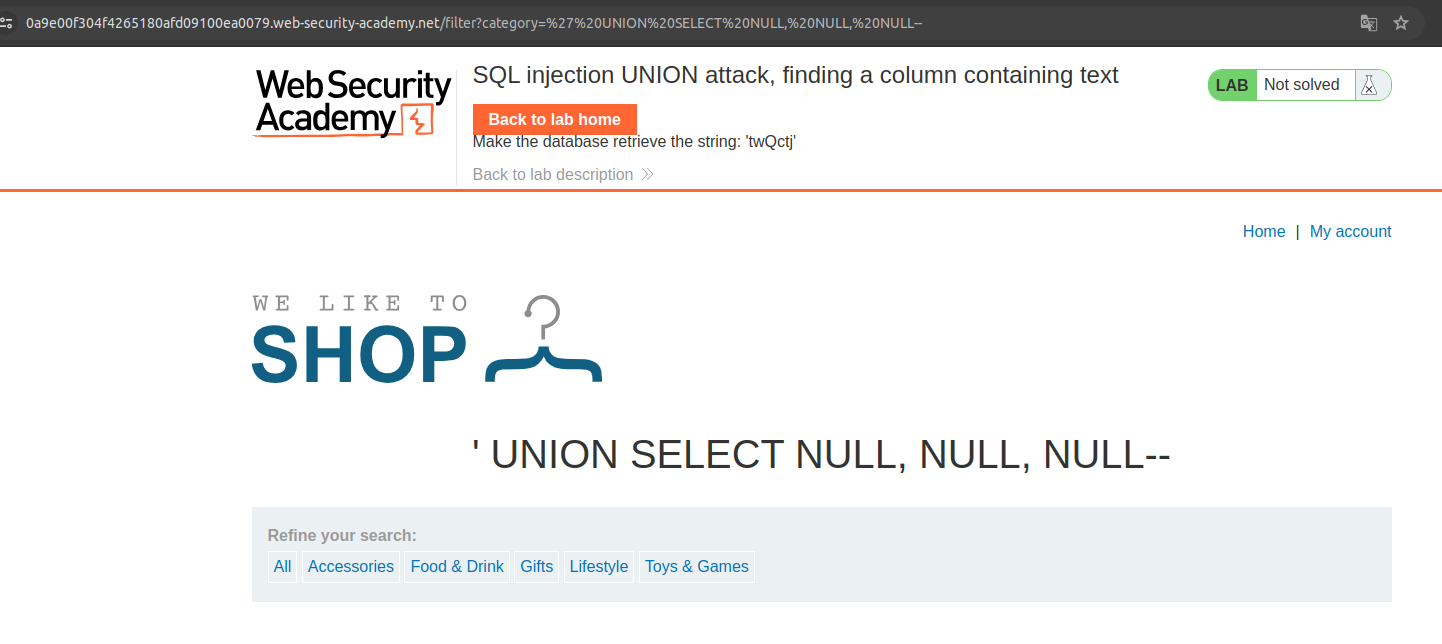 0a9e00f304f4265180afd09100ea0079.web-security-academy.net/filter?category=%27%20UNION%20SELECT%20NULL,%20NULL,%20NULL--
Web Security
Academy
SQL injection UNION attack, finding a column containing text
LAB Not solved
Back to lab home
Make the database retrieve the string: 'twQctj'
Back to lab description
Home | My account
WE LIKE TO
SHOP
' UNION SELECT NULL, NULL, NULL--
Refine your search:
All Accessories Food & Drink Gifts Lifestyle Toys & Games